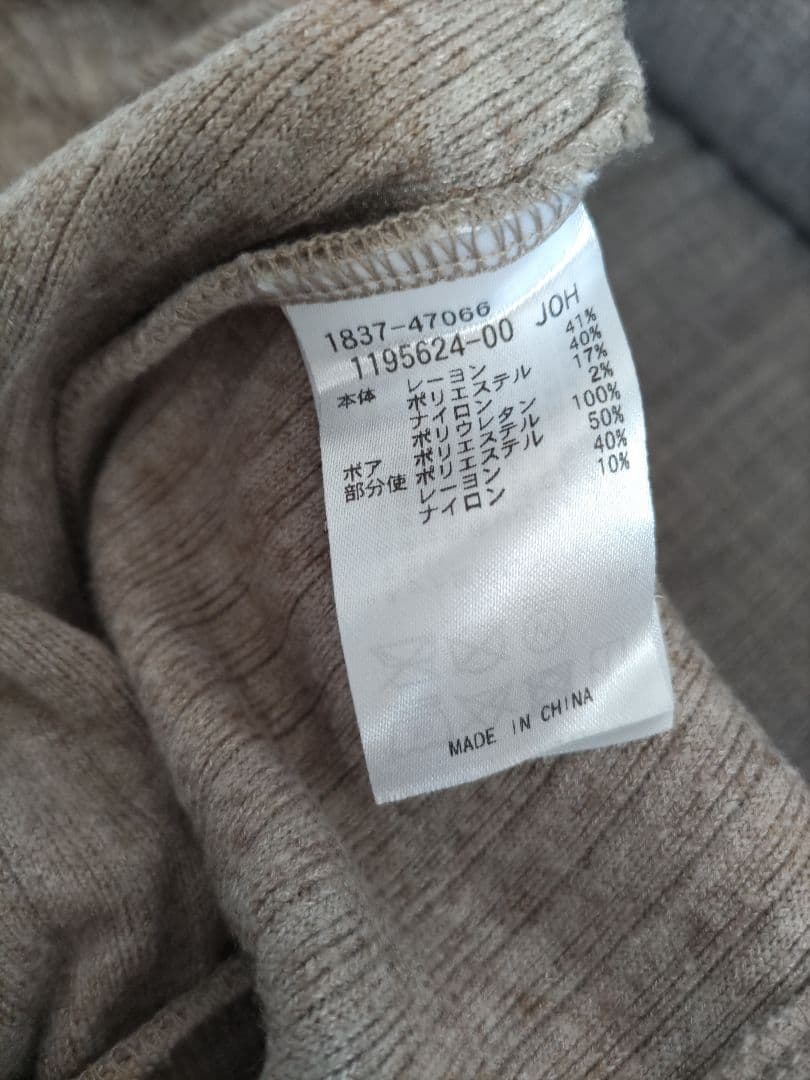 1837-47066
1195624-00 JOH
本体 レーヨン 41%
ポリエステル 40%
ナイロン 17%
ポリウレタン 2%
ボア ポリエステル 100%
部分使 ポリエステル 50%
レーヨン 40%
ナイロン 10%
MADE IN CHINA